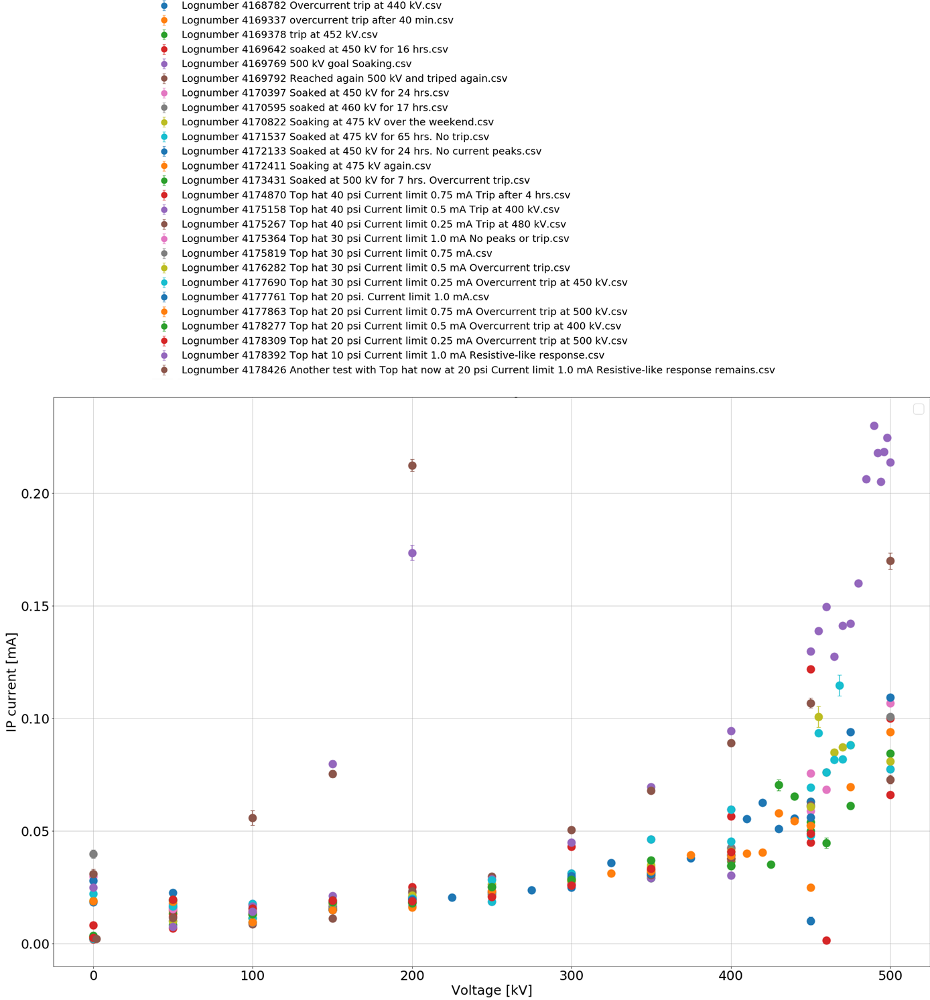 Lognumber 4168782 Overcurrent trip at 440 kV.csv
Lognumber 4169337 overcurrent trip after 40 min.csv
Lognumber 4169378 trip at 452 kV.csv
Lognumber 4169642 soaked at 450 kV for 16 hrs.csv
Lognumber 4169769 500 kV goal Soaking.csv
Lognumber 4169792 Reached again 500 kV and triped again.csv
Lognumber 4170397 Soaked at 450 kV for 24 hrs.csv
Lognumber 4170595 soaked at 460 kV for 17 hrs.csv
Lognumber 4170822 Soaking at 475 kV over the weekend.csv
Lognumber 4171537 Soaked at 475 kV for 65 hrs. No trip.csv
Lognumber 4172133 Soaked at 450 kV for 24 hrs. No current peaks.csv
Lognumber 4172411 Soaking at 475 kV again.csv
Lognumber 4173431 Soaked at 500 kV for 7 hrs. Overcurrent trip.csv
Lognumber 4174870 Top hat 40 psi Current limit 0.75 mA Trip after 4 hrs.csv
Lognumber 4175158 Top hat 40 psi Current limit 0.5 mA Trip at 400 kV.csv
Lognumber 4175267 Top hat 40 psi Current limit 0.25 mA Trip at 480 kV.csv
Lognumber 4175364 Top hat 30 psi Current limit 1.0 mA No peaks or trip.csv
Lognumber 4175819 Top hat 30 psi Current limit 0.75 mA.csv
Lognumber 4176282 Top hat 30 psi Current limit 0.5 mA Overcurrent trip.csv
Lognumber 4177690 Top hat 30 psi Current limit 0.25 mA Overcurrent trip at 450 kV.csv
Lognumber 4177761 Top hat 20 psi. Current limit 1.0 mA.csv
Lognumber 4177863 Top hat 20 psi Current limit 0.75 mA Overcurrent trip at 500 kV.csv
Lognumber 4178277 Top hat 20 psi Current limit 0.5 mA Overcurrent trip at 400 kV.csv
Lognumber 4178309 Top hat 20 psi Current limit 0.25 mA Overcurrent trip at 500 kV.csv
Lognumber 4178392 Top hat 10 psi Current limit 1.0 mA Resistive-like response.csv
Lognumber 4178426 Another test with Top hat now at 20 psi Current limit 1.0 mA Resistive-like response remains.csv
0.20
0.15
0.10
0.05
0.00
IP current [mA]
0 100 200 300 400 500
Voltage [kV]